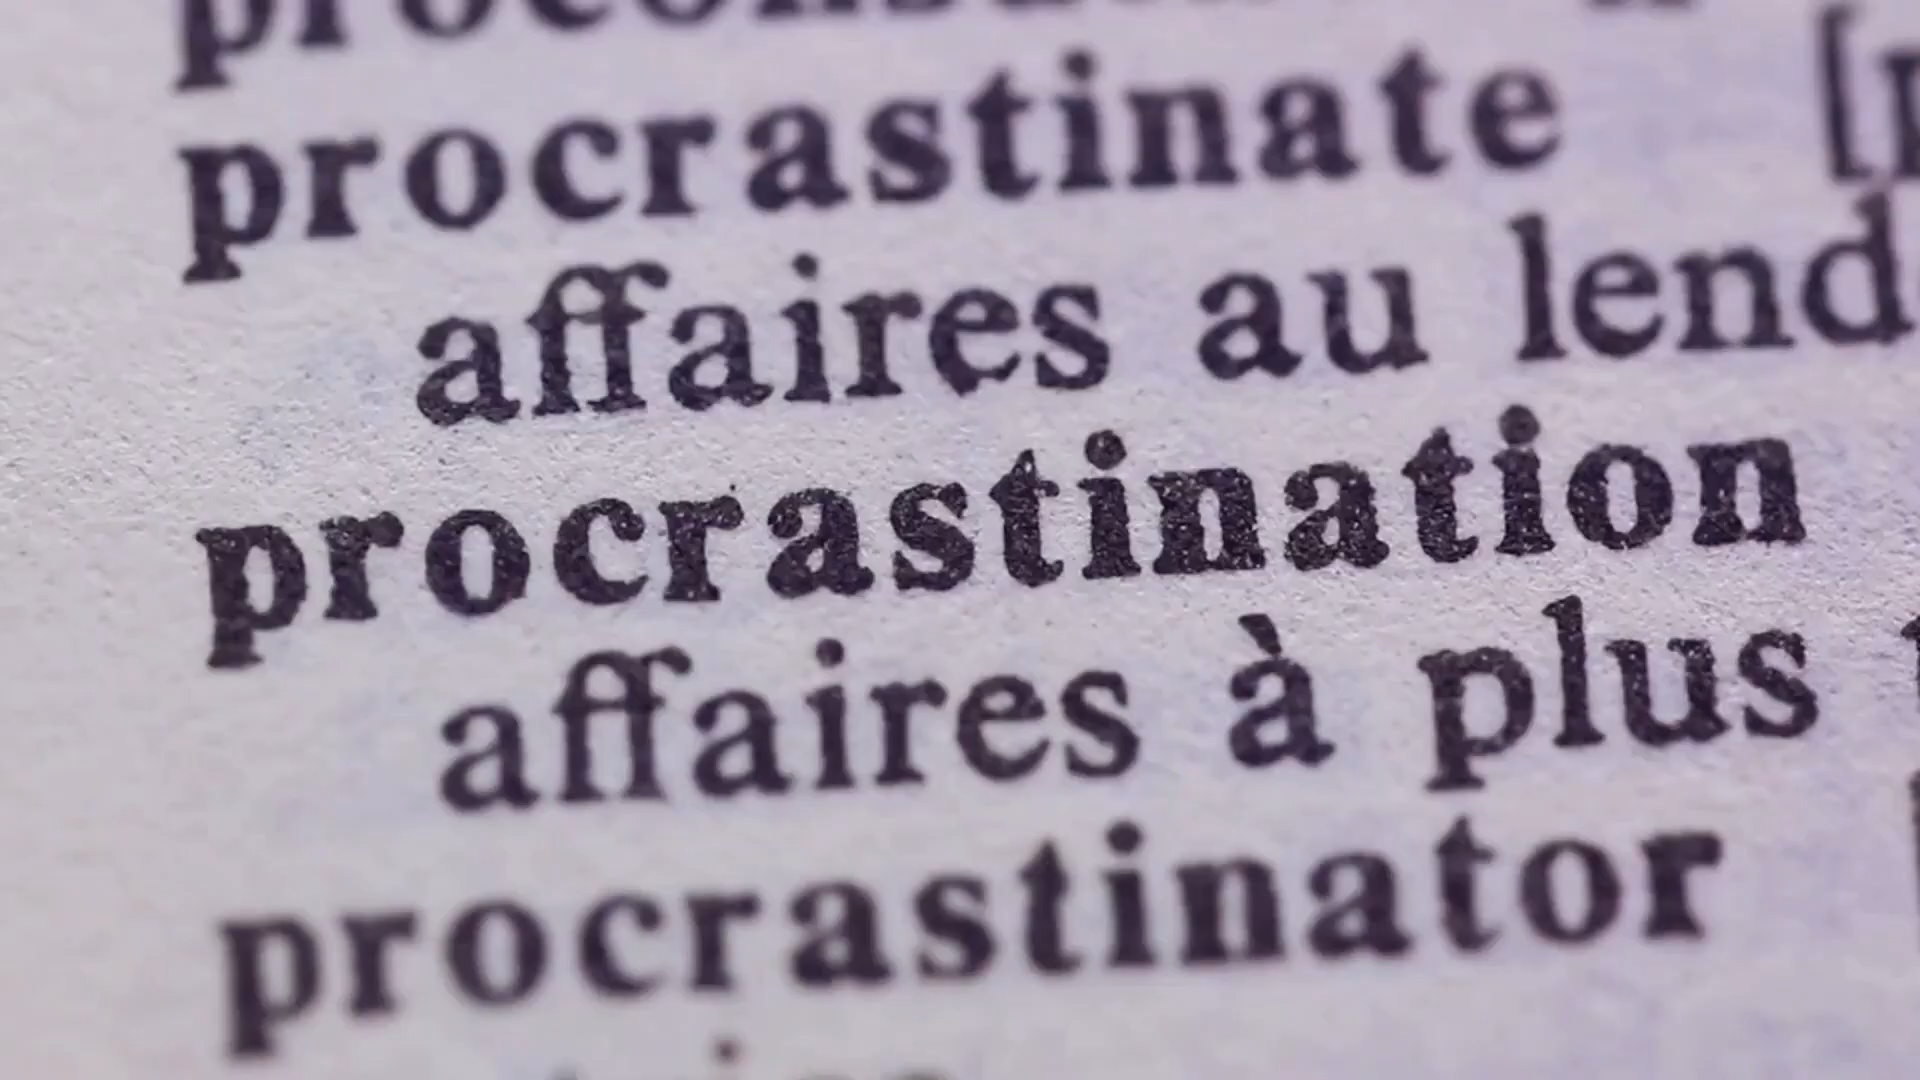 procrastinate [p
affaires au lend
procrastination
affaires à plus
procrastinator